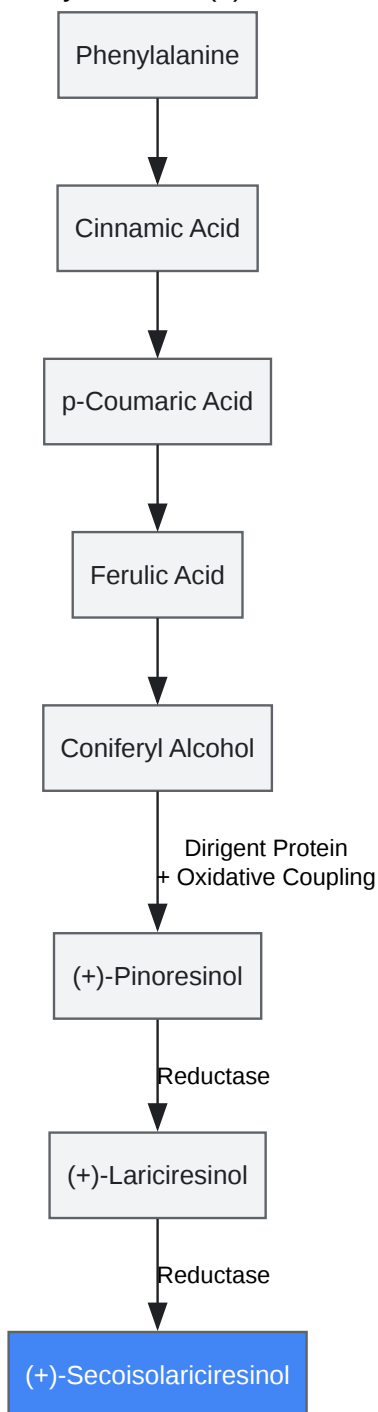 Phenylalanine
Cinnamic Acid
p-Coumaric Acid
Ferulic Acid
Coniferyl Alcohol
Dirigent Protein
+ Oxidative Coupling
(+)-Pinoresinol
Reductase
(+)-Lariciresinol
Reductase
(+)-Secoisolariciresinol